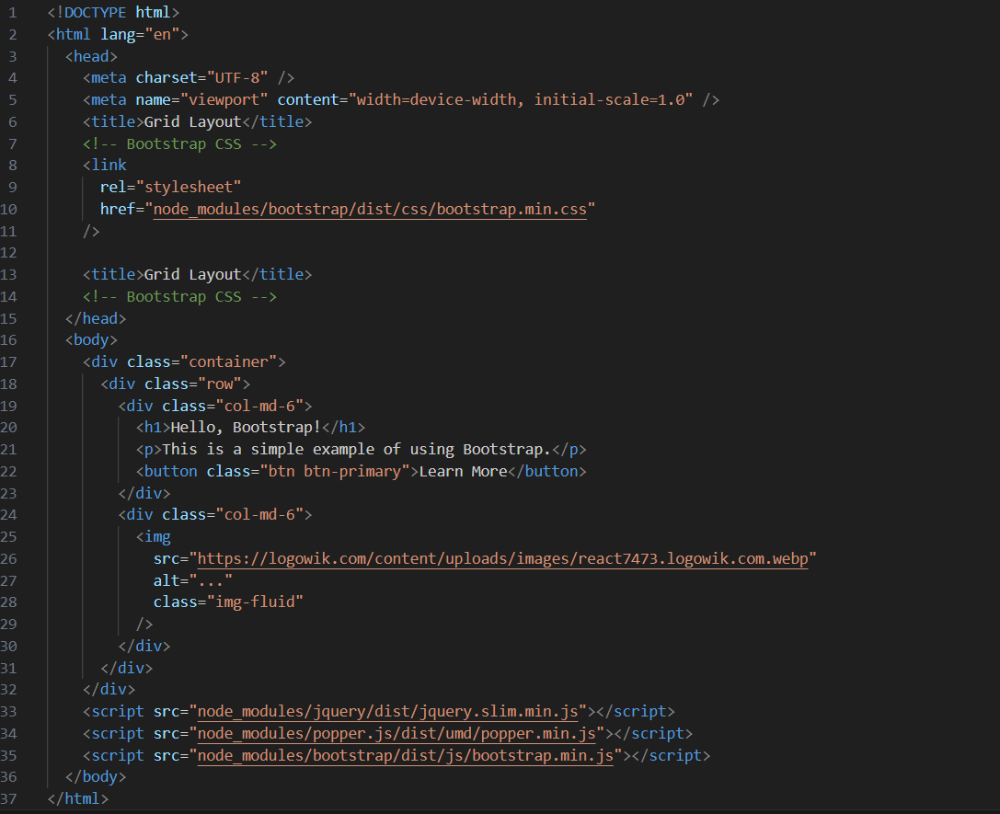 1 <!DOCTYPE html>
2 <html lang="en">
3 <head>
4 <meta charset="UTF-8" />
5 <meta name="viewport" content="width=device-width, initial-scale=1.0" />
6 <title>Grid Layout</title>
7 <!-- Bootstrap CSS -->
8 <link
9 rel="stylesheet"
10 href="node_modules/bootstrap/dist/css/bootstrap.min.css"
11 />
12
13 <title>Grid Layout</title>
14 <!-- Bootstrap CSS -->
15 </head>
16 <body>
17 <div class="container">
18 <div class="row">
19 <div class="col-md-6">
20 <h1>Hello, Bootstrap!</h1>
21 <p>This is a simple example of using Bootstrap.</p>
22 <button class="btn btn-primary">Learn More</button>
23 </div>
24 <div class="col-md-6">
25 <img
26 src="https://logowik.com/content/uploads/images/react7473.logowik.com.webp"
27 alt="..."
28 class="img-fluid"
29 />
30 </div>
31 </div>
32 </div>
33 <script src="node_modules/jquery/dist/jquery.slim.min.js"></script>
34 <script src="node_modules/popper.js/dist/umd/popper.min.js"></script>
35 <script src="node_modules/bootstrap/dist/js/bootstrap.min.js"></script>
36 </body>
37 </html>